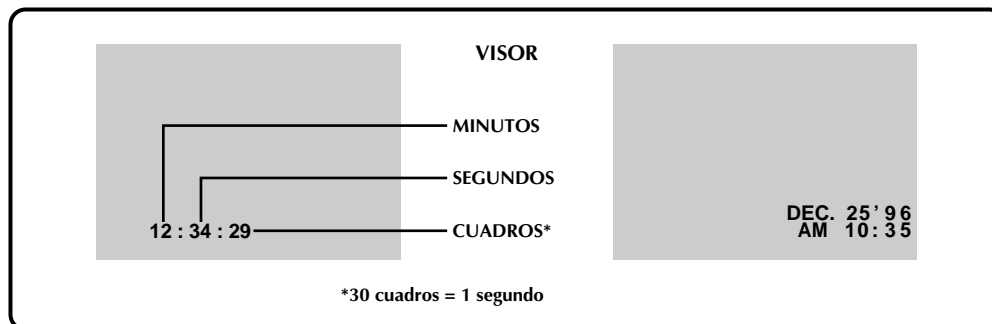 VISOR
MINUTOS
SEGUNDOS
12 : 34 : 29
CUADROS*
DEC. 25’96
AM 10:35
*30 cuadros = 1 segundo